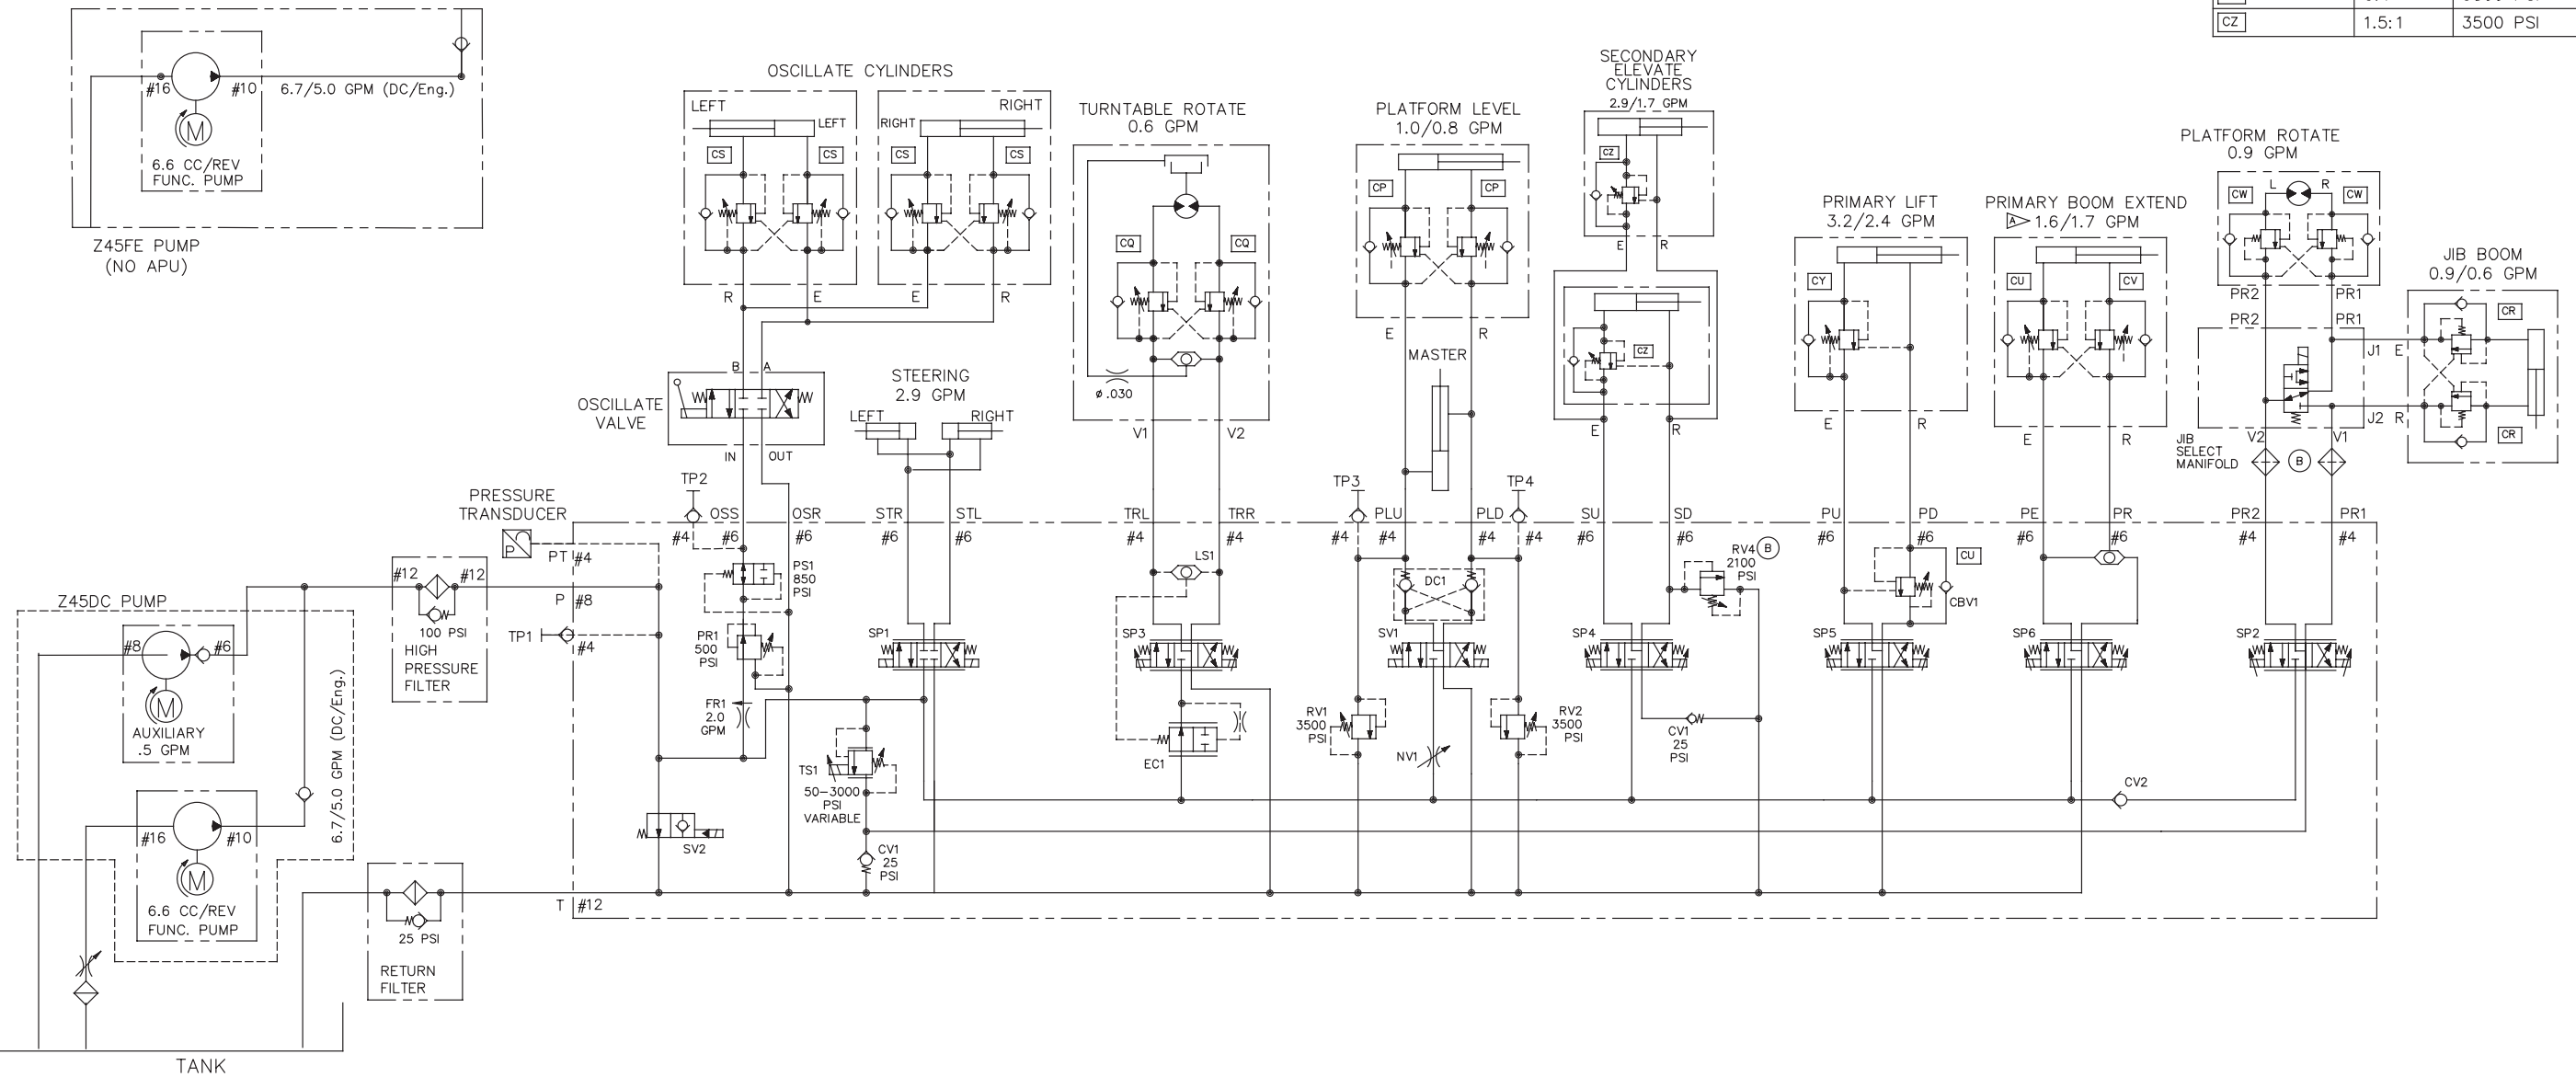 CZ 1.5:1 3500 PSI
#16
#10
6.7/5.0 GPM (DC/Eng.)
M
6.6 CC/REV
FUNC. PUMP
Z45FE PUMP
(NO APU)
OSCILLATE CYLINDERS
LEFT
LEFT
CS
CS
R
E
RIGHT
RIGHT
CS
CS
E
R
B
A
OSCILLATE
VALVE
IN
OUT
STEERING
2.9 GPM
LEFT
RIGHT
TURNTABLE ROTATE
0.6 GPM
CQ
CQ
ø.030
V1
V2
PLATFORM LEVEL
1.0/0.8 GPM
CP
CP
E
R
MASTER
SECONDARY
ELEVATE
CYLINDERS
2.9/1.7 GPM
CZ
E
R
CZ
E
R
PRIMARY LIFT
3.2/2.4 GPM
CY
E
R
PRIMARY BOOM EXTEND
A 1.6/1.7 GPM
CU
CV
E
R
PLATFORM ROTATE
0.9 GPM
CW
L
R
CW
PR2
PR1
PR2
PR1
JIB BOOM
0.9/0.6 GPM
CR
J1
E
J2
R
CR
JIB
SELECT
MANIFOLD
V2
B
V1
PRESSURE
TRANSDUCER
P
PT
#4
TP2
#4
OSS
#6
OSR
#6
STR
#6
STL
#6
TRL
#4
TRR
#4
TP3
#4
PLU
#4
PLD
#4
TP4
#4
SU
#6
SD
#6
PU
#6
PD
#6
PE
#6
PR
#6
PR2
#4
PR1
#4
P
#8
TP1
#4
#12
#12
100 PSI
HIGH
PRESSURE
FILTER
Z45DC PUMP
#8
#6
M
AUXILIARY
.5 GPM
#16
#10
M
6.6 CC/REV
FUNC. PUMP
6.7/5.0 GPM (DC/Eng.)
25 PSI
RETURN
FILTER
TANK
T
#12
PS1
850
PSI
PR1
500
PSI
FR1
2.0
GPM
SV2
TS1
50-3000
PSI
VARIABLE
CV1
25
PSI
SP1
LS1
SP3
EC1
DC1
SV1
NV1
RV1
3500
PSI
RV2
3500
PSI
SP4
RV4
B
2100
PSI
CV1
25
PSI
CU
CBV1
SP5
SP6
CV2
SP2